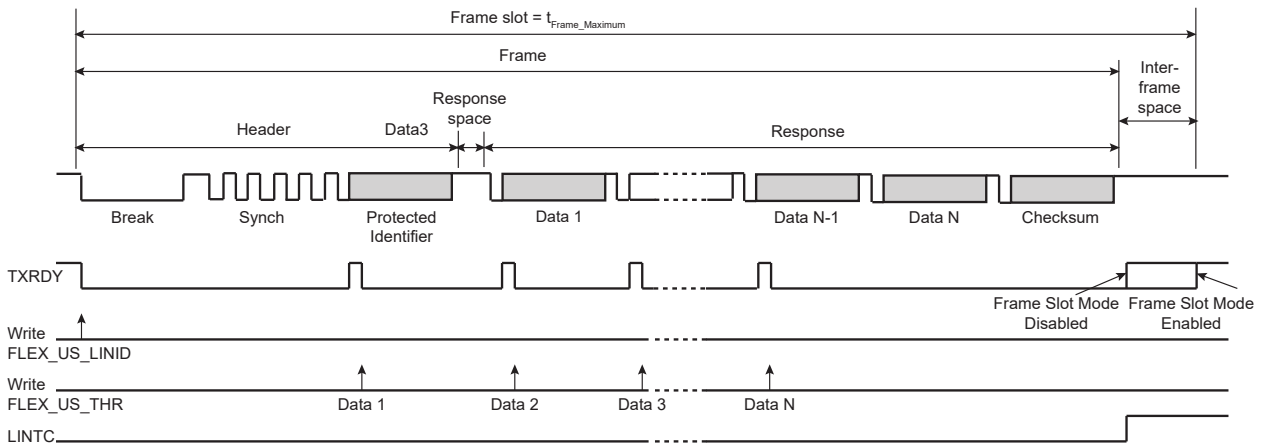 Frame slot = tFrame_Maximum
Frame
Inter-
frame
space
Response
space
Header
Data3
Response
Break
Synch
Protected
Identifier
Data 1
Data N-1
Data N
Checksum
TXRDY
Frame Slot Mode
Disabled
Frame Slot Mode
Enabled
Write
FLEX_US_LINID
Write
FLEX_US_THR
Data 1
Data 2
Data 3
Data N
LINTC